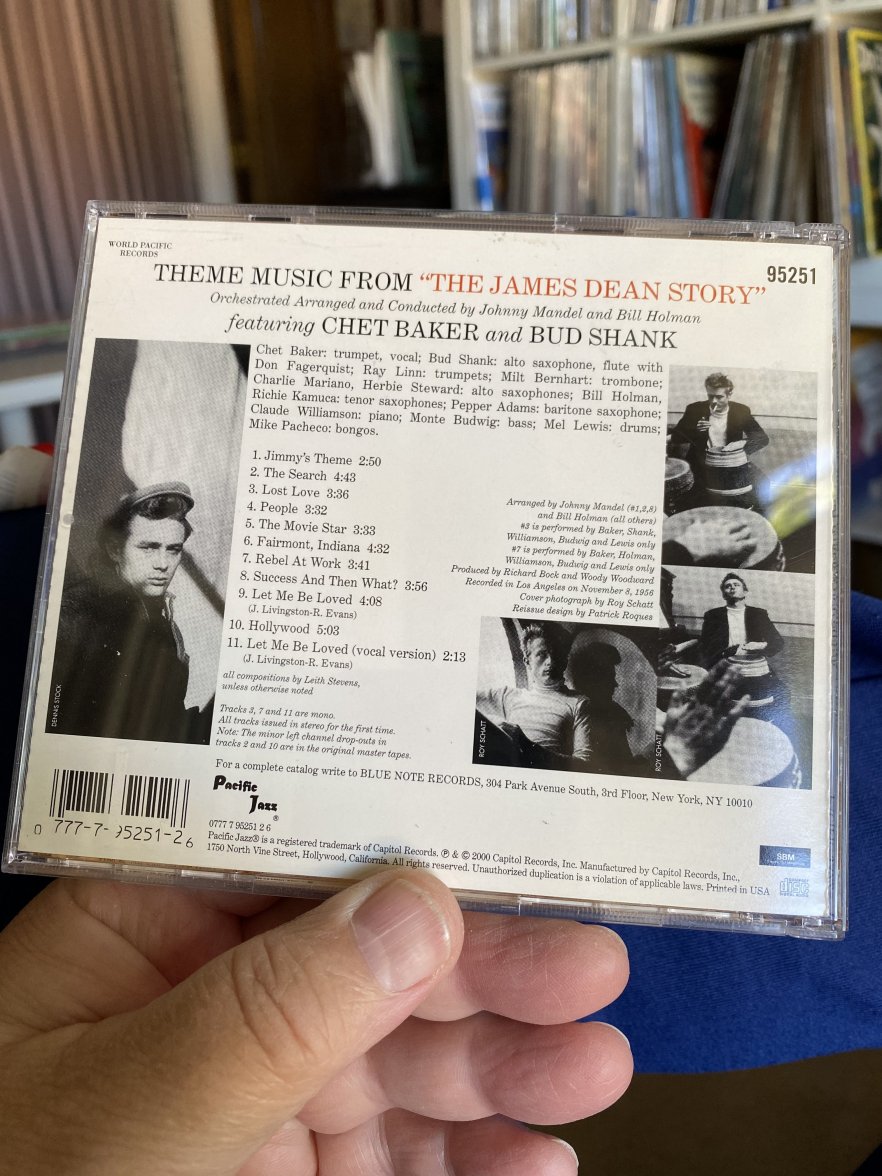 WORLD PACIFIC
RECORDS
95251
THEME MUSIC FROM “THE JAMES DEAN STORY”
Orchestrated Arranged and Conducted by Johnny Mandel and Bill Holman
featuring CHET BAKER and BUD SHANK
Chet Baker: trumpet, vocal; Bud Shank: alto saxophone, flute with
Don Fagerquist; Ray Linn: trumpets; Milt Bernhart: trombone;
Charlie Mariano, Herbie Steward: alto saxophones; Bill Holman,
Richie Kamuca: tenor saxophones; Pepper Adams: baritone saxophone;
Claude Williamson: piano; Monte Budwig: bass; Mel Lewis: drums;
Mike Pacheco: bongos.
1. Jimmy's Theme 2:50
2. The Search 4:43
3. Lost Love 3:36
4. People 3:32
5. The Movie Star 3:33
6. Fairmont, Indiana 4:32
7. Rebel At Work 3:41
8. Success And Then What? 3:56
9. Let Me Be Loved 4:08
(J. Livingston-R. Evans)
10. Hollywood 5:03
11. Let Me Be Loved (vocal version) 2:13
(J. Livingston-R. Evans)
all compositions by Leith Stevens,
unless otherwise noted
Tracks 3, 7 and 11 are mono.
All tracks issued in stereo for the first time.
Note: The minor left channel drop-outs in
tracks 2 and 10 are in the original master tapes.
Arranged by Johnny Mandel (#1,2,8)
and Bill Holman (all others)
#3 is performed by Baker, Shank,
Williamson, Budwig and Lewis only
#7 is performed by Baker, Holman,
Williamson, Budwig and Lewis only
Produced by Richard Bock and Woody Woodward
Recorded in Los Angeles on November 8, 1956
Cover photograph by Roy Schatt
Reissue design by Patrick Roques
DENNIS STOCK
ROY SCHATT
ROY SCHATT
For a complete catalog write to BLUE NOTE RECORDS, 304 Park Avenue South, 3rd Floor, New York, NY 10010
Pacific
Jazz
®
0 777-7-95251-2 6
0777 7 95251 2 6
Pacific Jazz® is a registered trademark of Capitol Records. ℗ & © 2000 Capitol Records, Inc. Manufactured by Capitol Records, Inc.,
1750 North Vine Street, Hollywood, California. All rights reserved. Unauthorized duplication is a violation of applicable laws. Printed in USA
SBM
COMPACT
disc
DIGITAL AUDIO